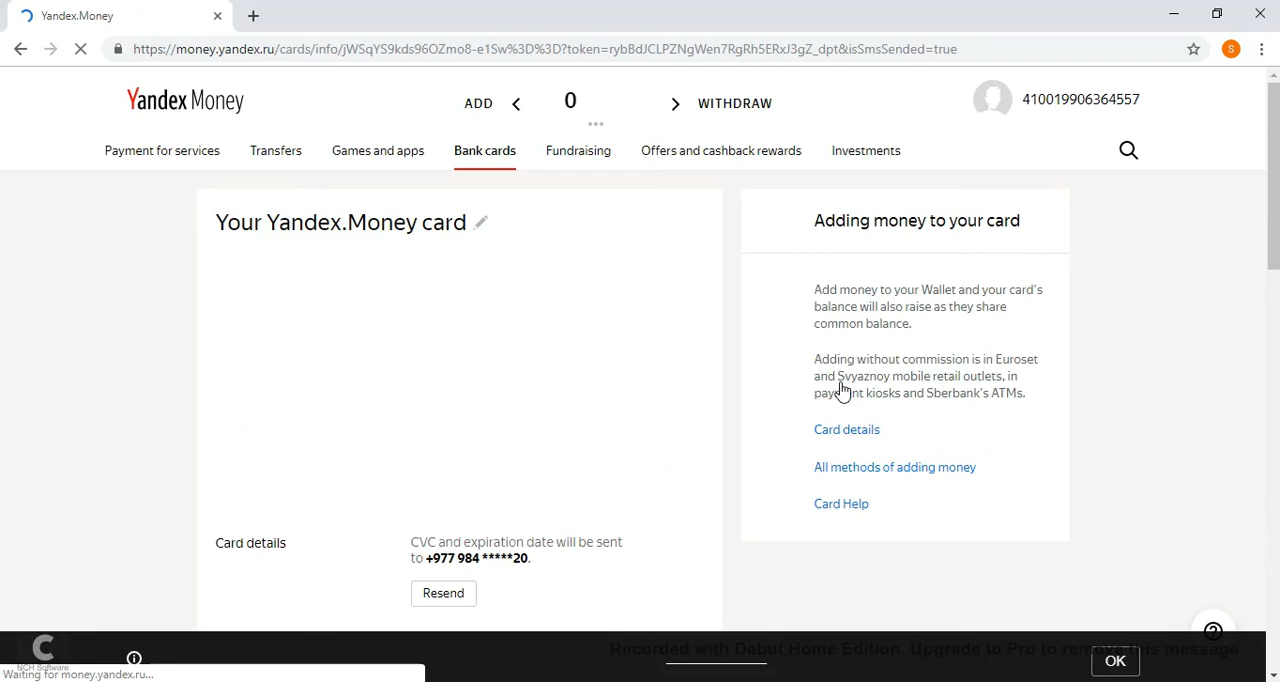 Yandex.Money
https://money.yandex.ru/cards/info/jWSqYS9kds96OZmo8-e1Sw%3D%3D?token=rybBdJCLPZNgWen7RgRh5ERxJ3gZ_dpt&isSmsSended=true
S
Yandex Money
ADD
0
WITHDRAW
410019906364557
Payment for services
Transfers
Games and apps
Bank cards
Fundraising
Offers and cashback rewards
Investments
Your Yandex.Money card
Adding money to your card
Add money to your Wallet and your card's
balance will also raise as they share
common balance.
Adding without commission is in Euroset
and Svyaznoy mobile retail outlets, in
payment kiosks and Sberbank's ATMs.
Card details
All methods of adding money
Card Help
Card details
CVC and expiration date will be sent
to +977 984 *****20.
Resend
Recorded with Debut Home Edition. Upgrade to Pro to remove this message
NCH Software
OK
Waiting for money.yandex.ru...